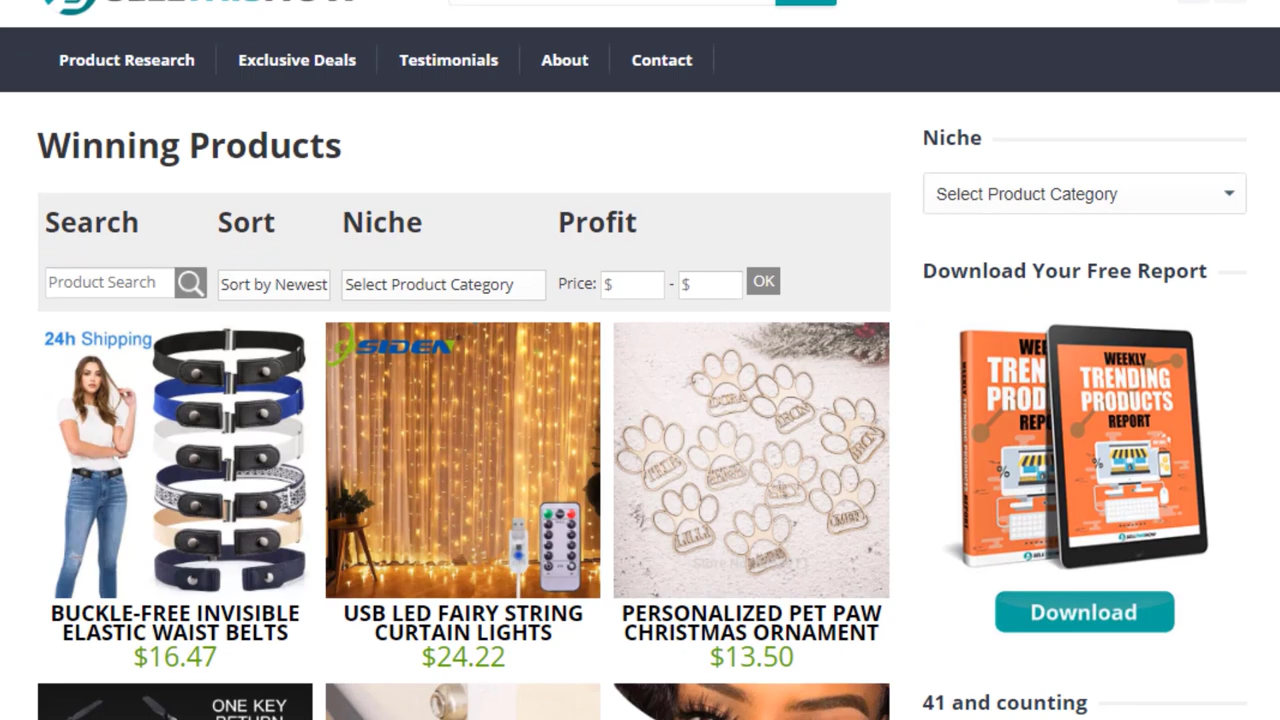 Product Research
Exclusive Deals
Testimonials
About
Contact
Winning Products
Search
Sort
Niche
Profit
Product Search
Sort by Newest
Select Product Category
Price: $ - $ OK
24h Shipping
SIDEN
BUCKLE-FREE INVISIBLE
ELASTIC WAIST BELTS
$16.47
USB LED FAIRY STRING
CURTAIN LIGHTS
$24.22
PERSONALIZED PET PAW
CHRISTMAS ORNAMENT
$13.50
ONE KEY
RETURN
Niche
Select Product Category
Download Your Free Report
WEEKLY
TRENDING
PRODUCTS
REPORT
Download
41 and counting